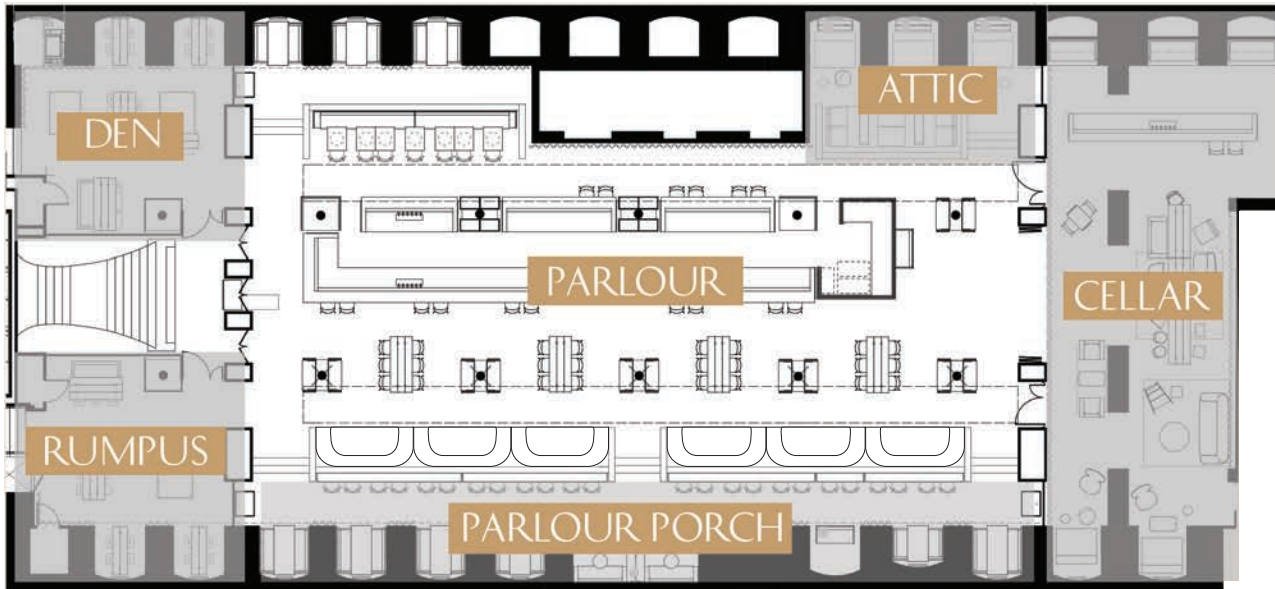 ATTIC
DEN
PARLOUR
CELLAR
RUMPUS
PARLOUR PORCH